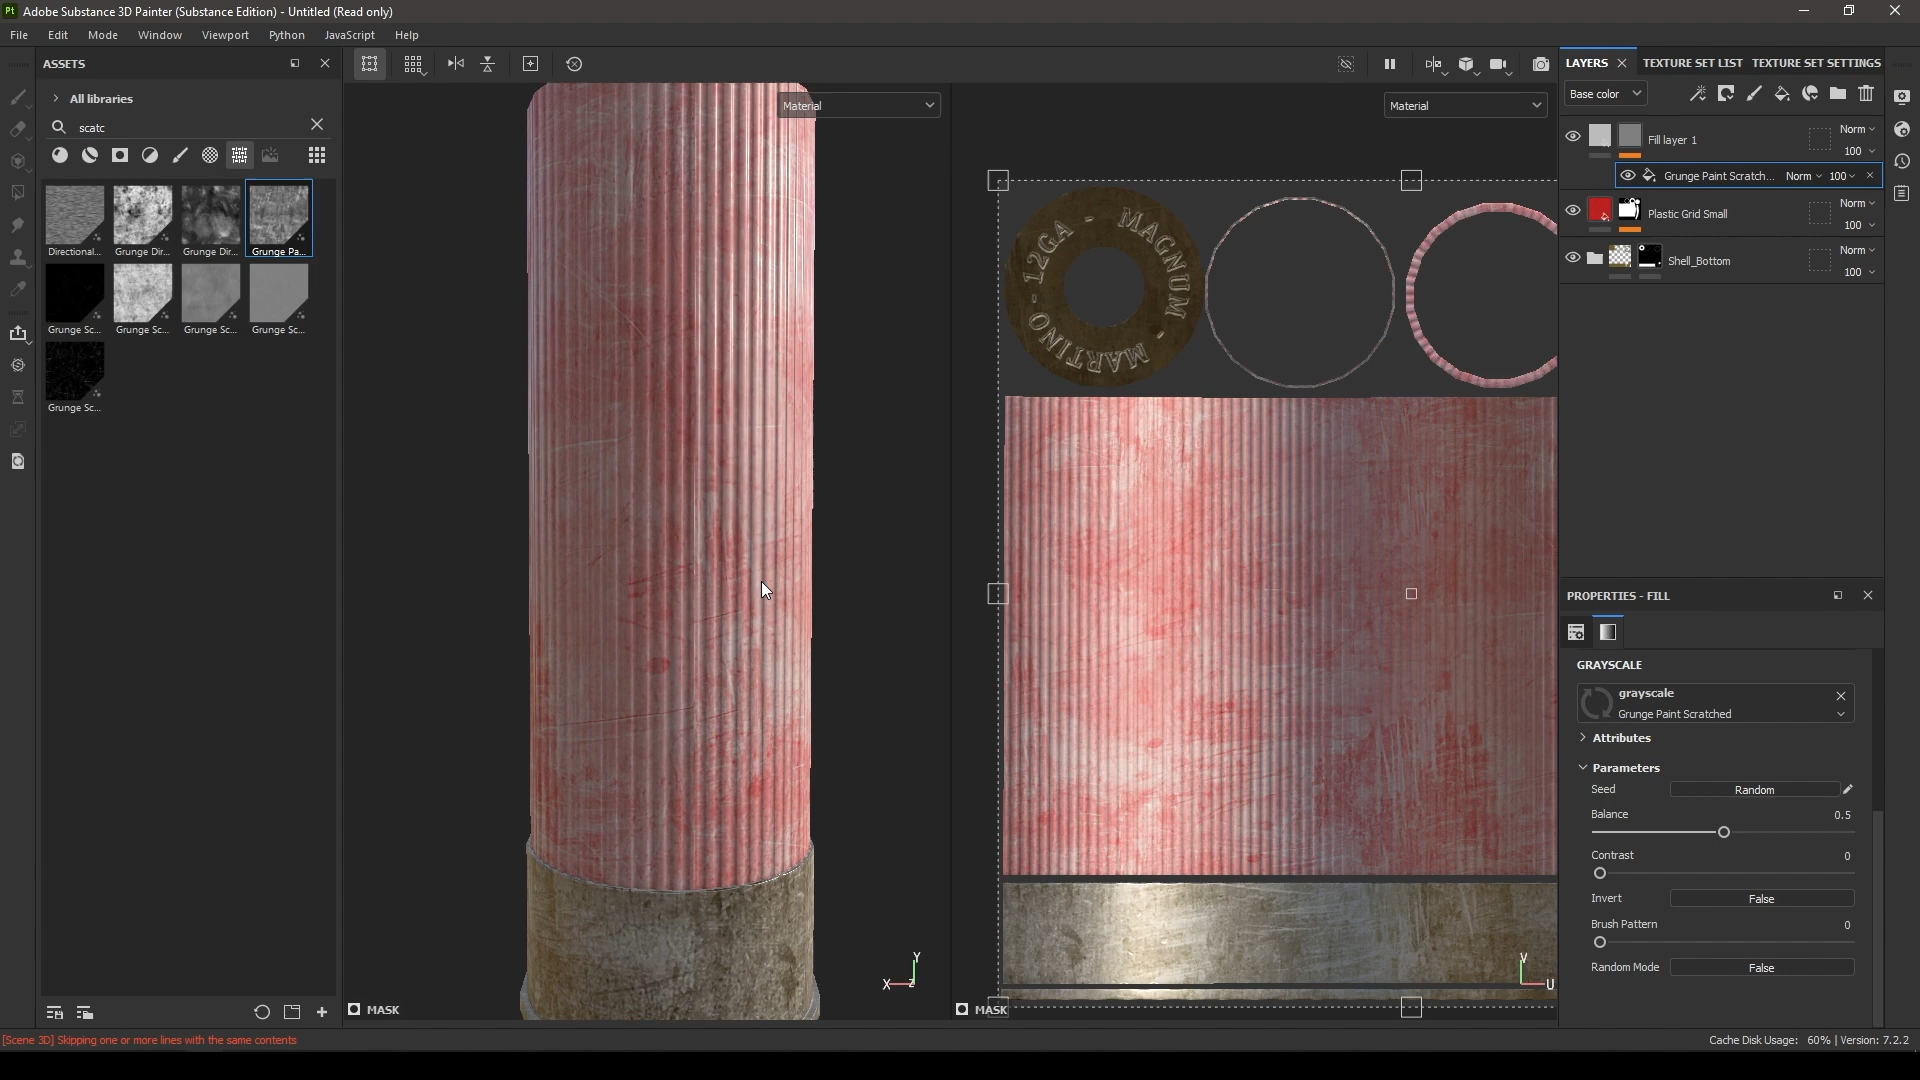 Pt Adobe Substance 3D Painter (Substance Edition) - Untitled (Read only)
File Edit Mode Window Viewport Python JavaScript Help
ASSETS
All libraries
scatc
Directional...
Grunge Dir...
Grunge Dir...
Grunge Pa...
Grunge Sc...
Grunge Sc...
Grunge Sc...
Grunge Sc...
Grunge Sc...
Material
Material
MARTINO - 12GA - MAGNUM -
X Y Z
V U
MASK
MASK
LAYERS TEXTURE SET LIST TEXTURE SET SETTINGS
Base color
Fill layer 1
Norm
100
Grunge Paint Scratch... Norm 100
Plastic Grid Small
Norm
100
Shell_Bottom
Norm
100
PROPERTIES - FILL
GRAYSCALE
grayscale
Grunge Paint Scratched
Attributes
Parameters
Seed Random
Balance 0.5
Contrast 0
Invert False
Brush Pattern 0
Random Mode False
[Scene 3D] Skipping one or more lines with the same contents
Cache Disk Usage: 60% | Version: 7.2.2